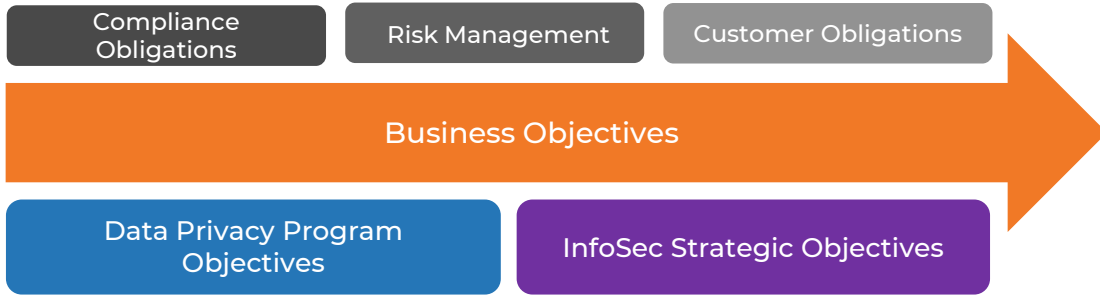 Compliance
Obligations
Risk Management
Customer Obligations
Business Objectives
Data Privacy Program
Objectives
InfoSec Strategic Objectives